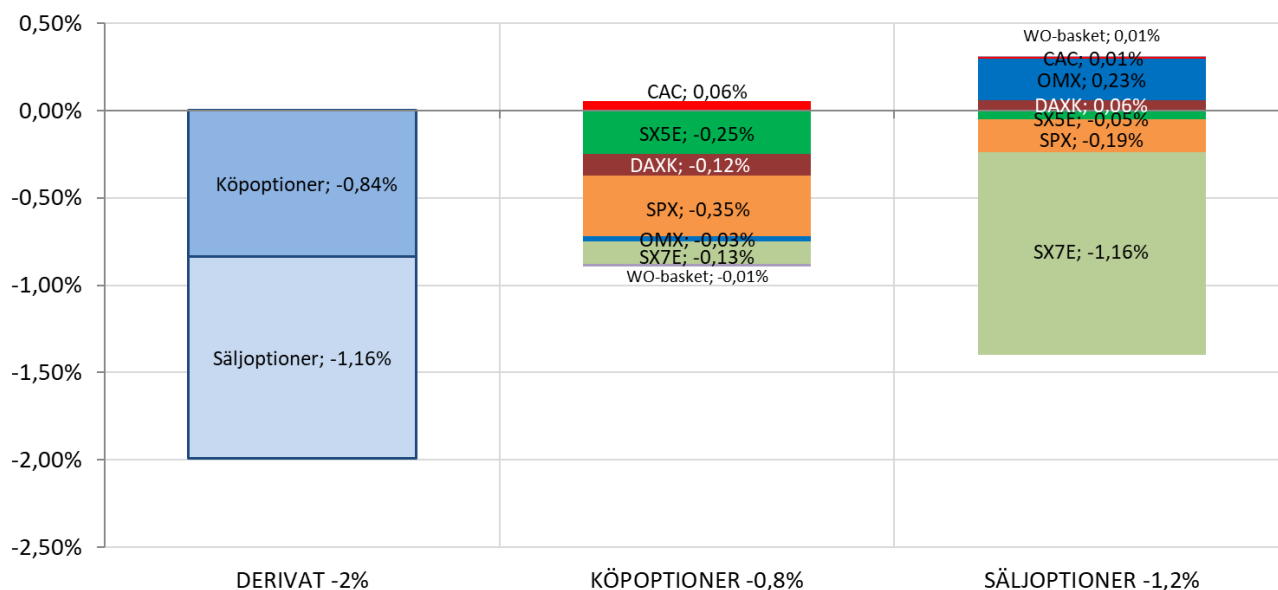 0,50%
0,00%
-0,50%
-1,00%
-1,50%
-2,00%
-2,50%
Köpoptioner; -0,84%
Säljoptioner; -1,16%
CAC; 0,06%
SX5E; -0,25%
DAXK; -0,12%
SPX; -0,35%
OMX; -0,03%
SX7E; -0,13%
WO-basket; -0,01%
WO-basket; 0,01%
CAC; 0,01%
OMX; 0,23%
DAXK; 0,06%
SX5E; -0,05%
SPX; -0,19%
SX7E; -1,16%
DERIVAT -2%
KÖPOPTIONER -0,8%
SÄLJOPTIONER -1,2%